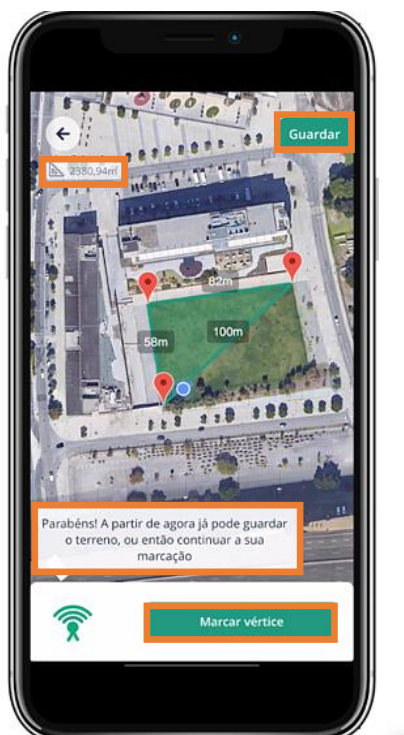 Guardar
2380,94m²
82m
58m
100m
Parabéns! A partir de agora já pode guardar
o terreno, ou então continuar a sua
marcação
Marcar vértice